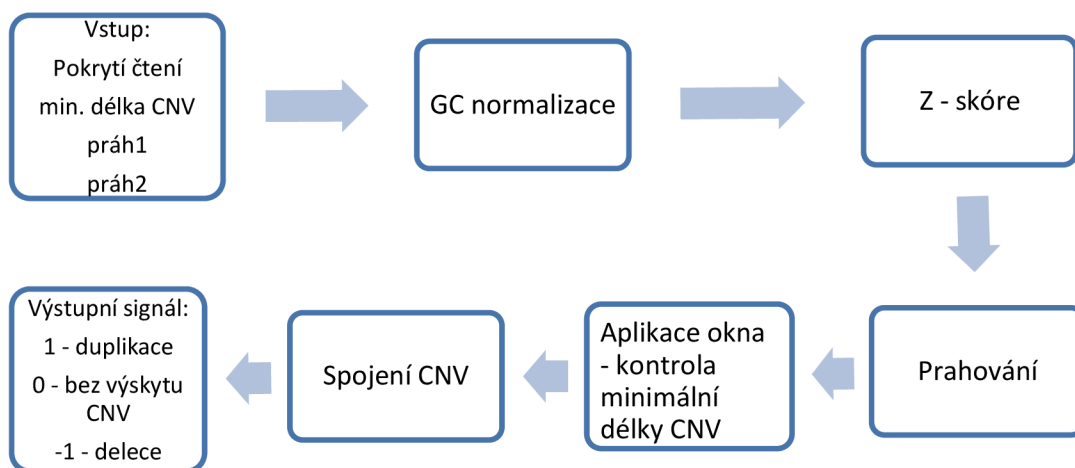 Vstup:
Pokrytí čtení
min. délka CNV
práh1
práh2
GC normalizace
Z - skóre
Prahování
Aplikace okna
- kontrola
minimální
délky CNV
Spojení CNV
Výstupní signál:
1 - duplikace
0 - bez výskytu
CNV
-1 - delece